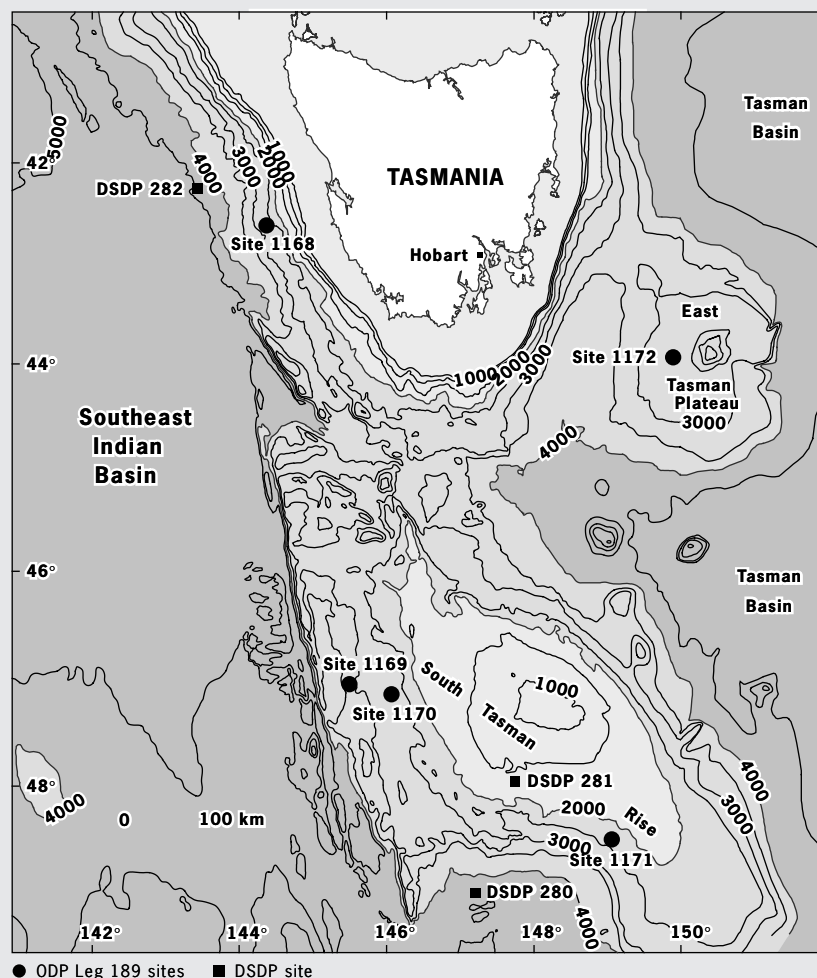 Tasman
Basin
5000
42°
1000
2000
3000
4000
DSDP 282
TASMANIA
Site 1168
Hobart
East
Site 1172
44°
1000
2000
3000
Tasman
Plateau
3000
Southeast
Indian
Basin
4000
46°
Tasman
Basin
Site 1169
South
1000
Site 1170
Tasman
48°
DSDP 281
4000
4000
2000
3000
0 100 km
Rise
3000
Site 1171
DSDP 280
4000
142° 144° 146° 148° 150°
ODP Leg 189 sites DSDP site